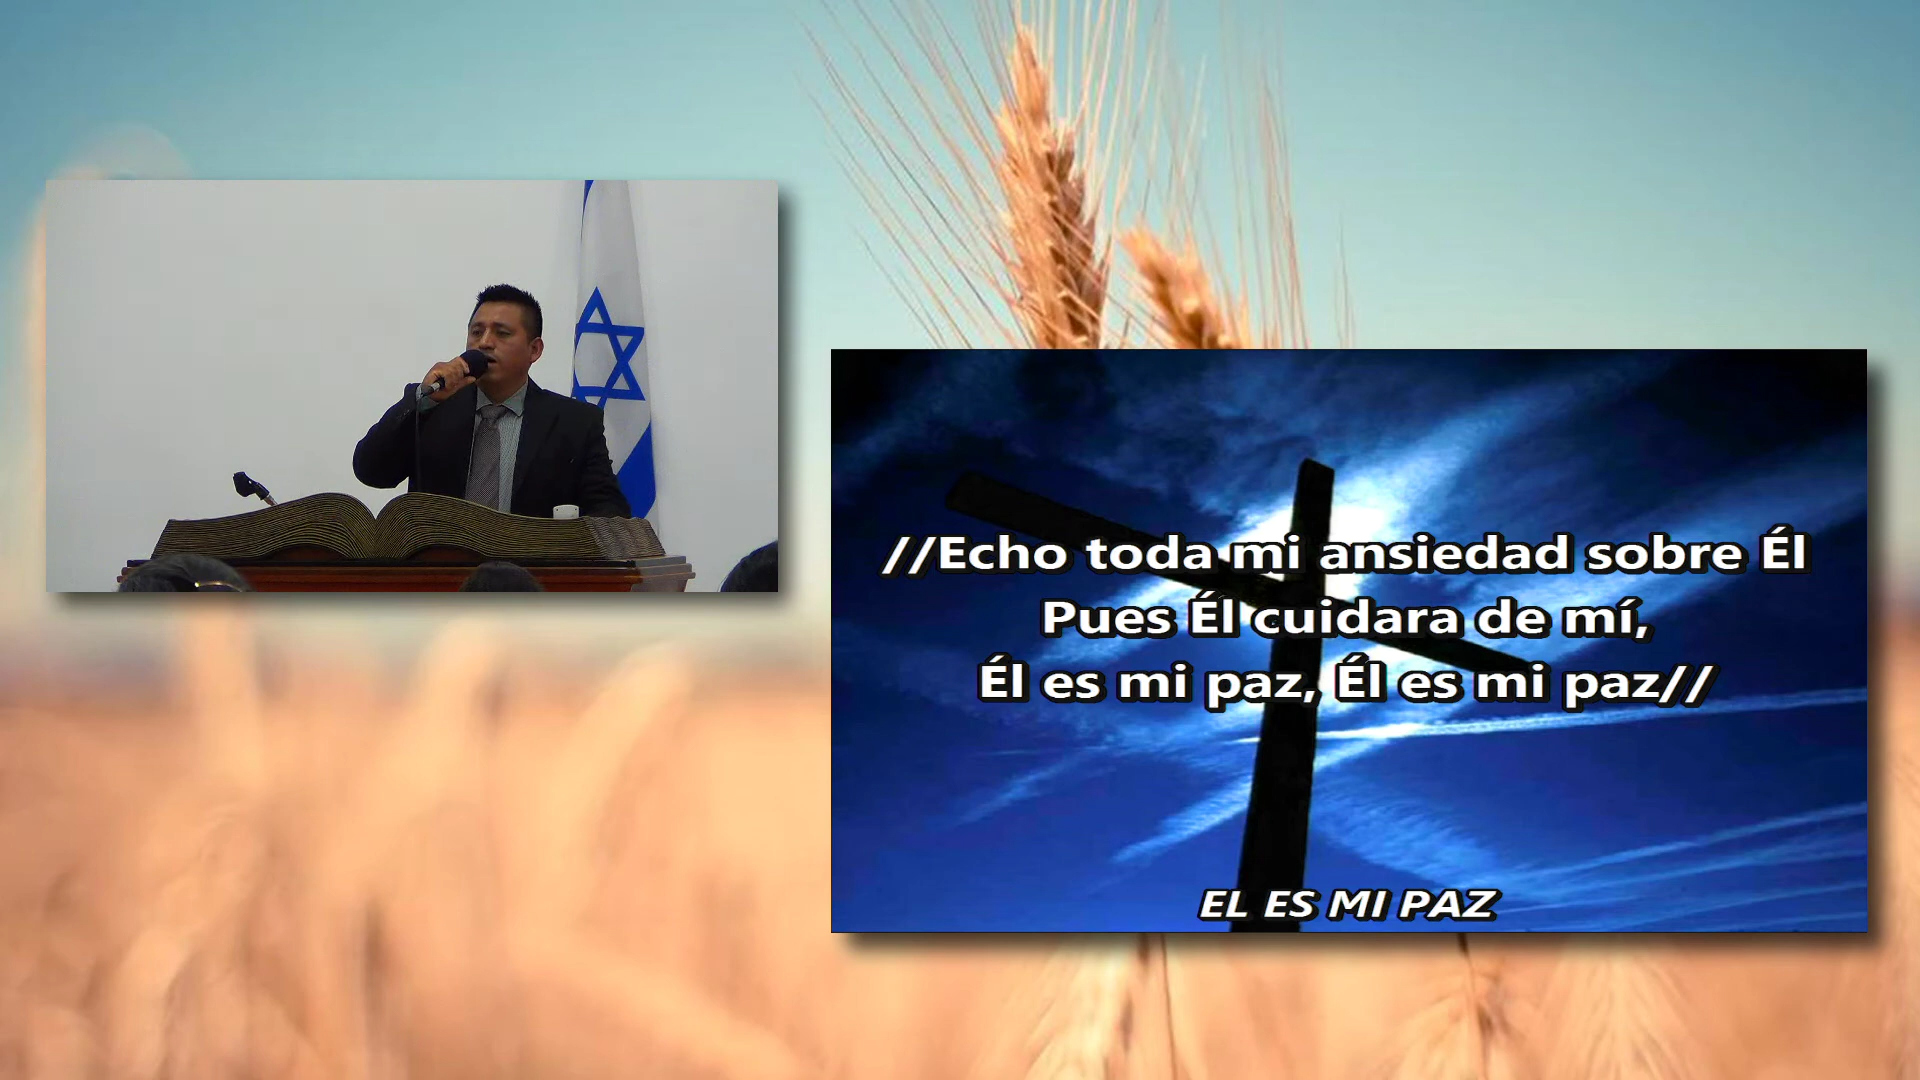 //Echo toda mi ansiedad sobre Él
Pues Él cuidara de mí,
Él es mi paz, Él es mi paz//
EL ES MI PAZ